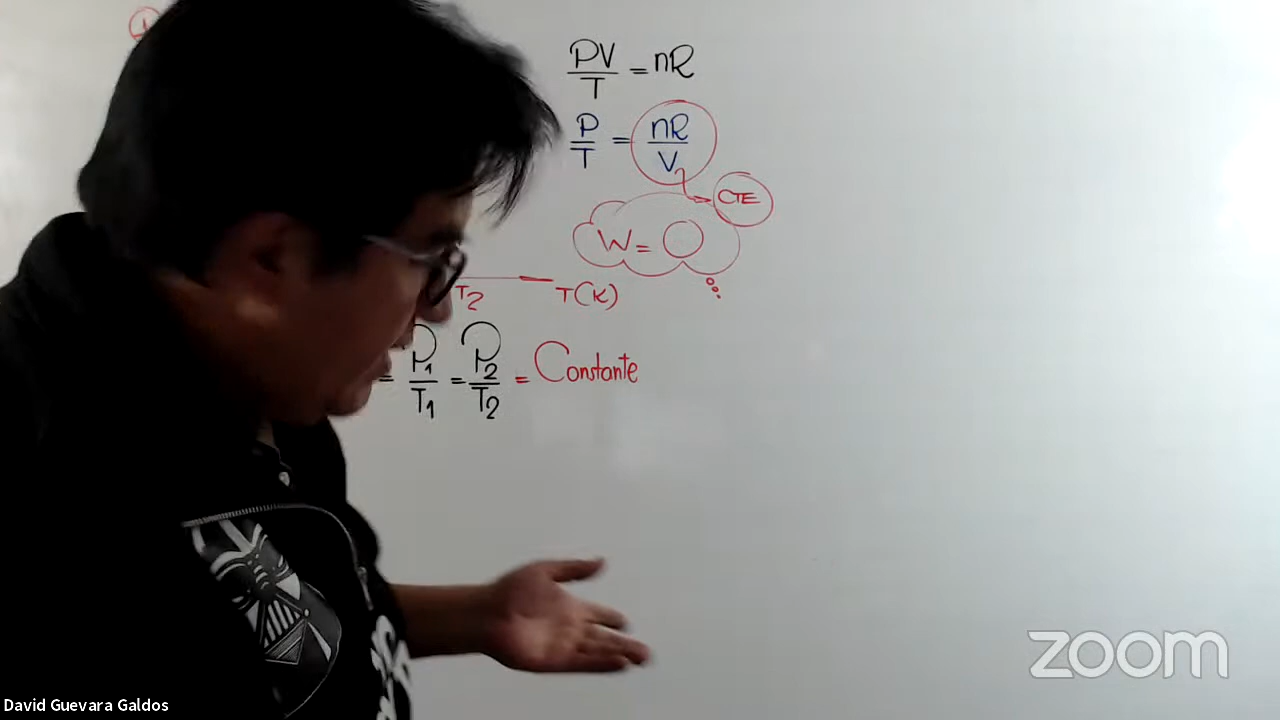 PV/T = nR
P/T = nR/V
CTE
W = O
T2 T(K)
= P1/T1 = P2/T2 = Constante
zoom
David Guevara Galdos